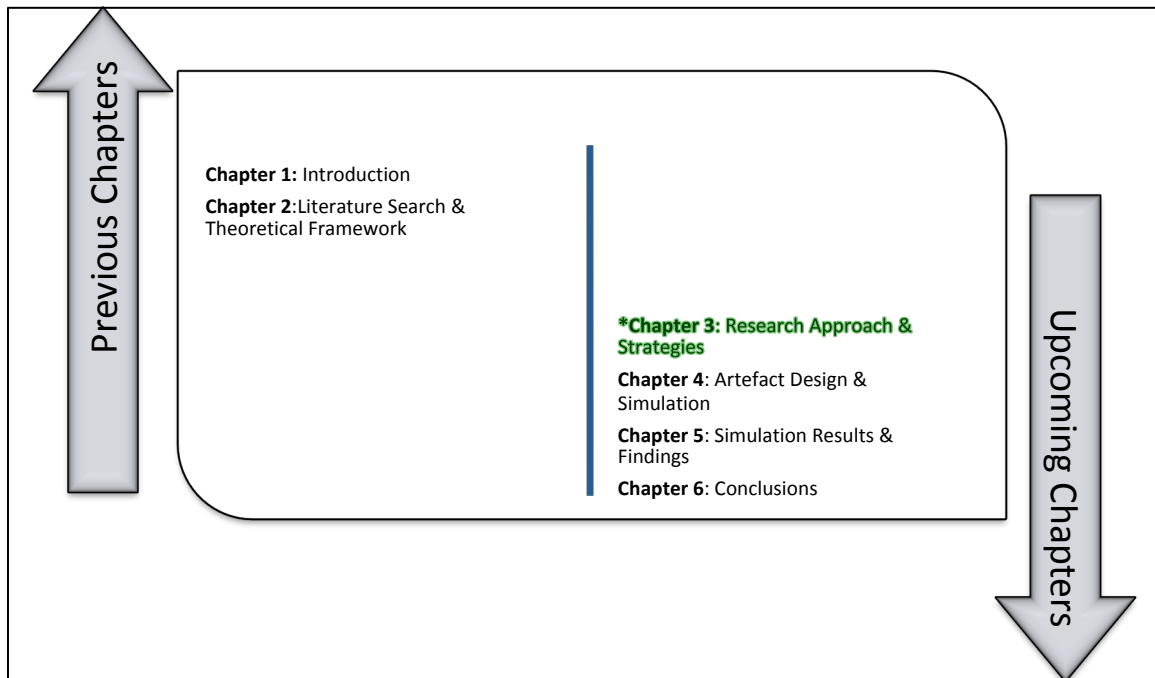 Previous Chapters
Chapter 1: Introduction
Chapter 2:Literature Search &
Theoretical Framework
*Chapter 3: Research Approach &
Strategies
Chapter 4: Artefact Design &
Simulation
Chapter 5: Simulation Results &
Findings
Chapter 6: Conclusions
Upcoming Chapters